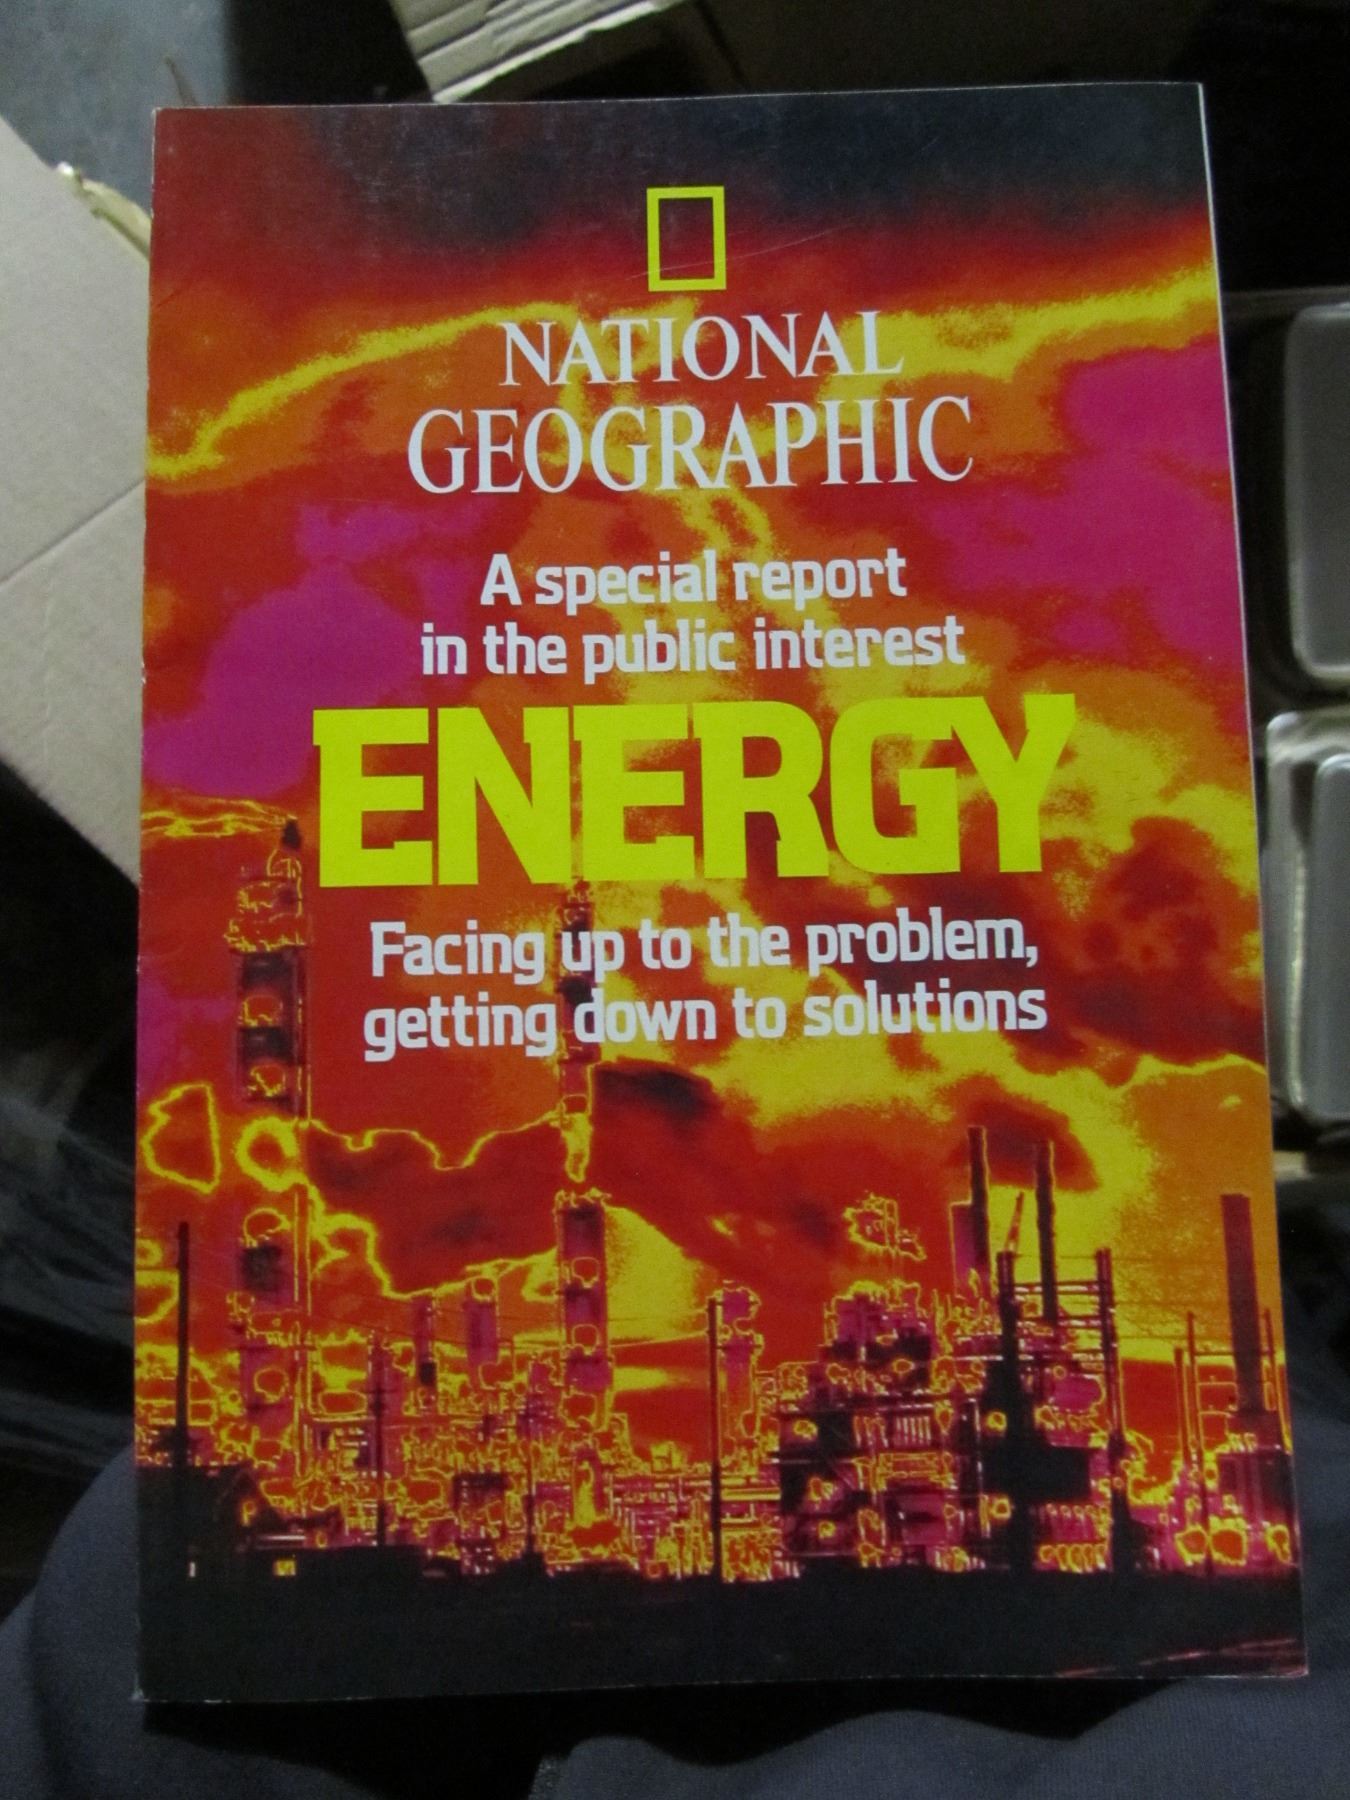 NATIONAL
GEOGRAPHIC
A special report
in the public interest
ENERGY
Facing up to the problem,
getting down to solutions